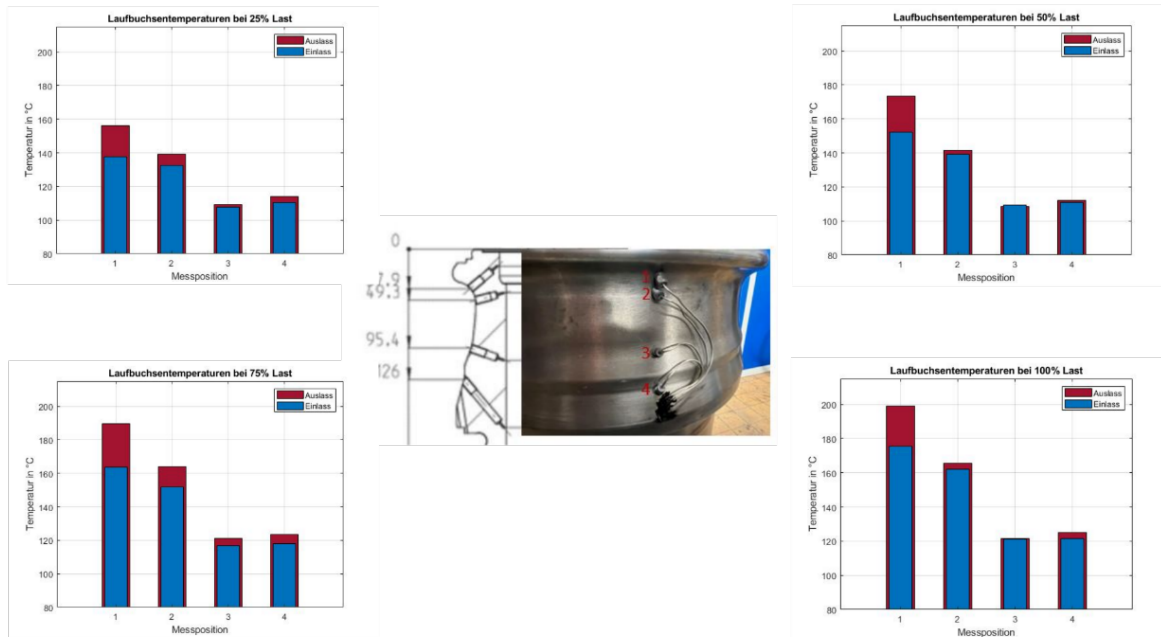 Laufbuchsentemperaturen bei 25% Last
Auslass
Einlass
Temperatur in °C
200
180
160
140
120
100
80
1
2
3
4
Messposition
Laufbuchsentemperaturen bei 50% Last
Auslass
Einlass
Temperatur in °C
200
180
160
140
120
100
80
1
2
3
4
Messposition
0
7.9
49.3
95.4
126
1
2
3
4
Laufbuchsentemperaturen bei 75% Last
Auslass
Einlass
Temperatur in °C
200
180
160
140
120
100
80
1
2
3
4
Messposition
Laufbuchsentemperaturen bei 100% Last
Auslass
Einlass
Temperatur in °C
200
180
160
140
120
100
80
1
2
3
4
Messposition